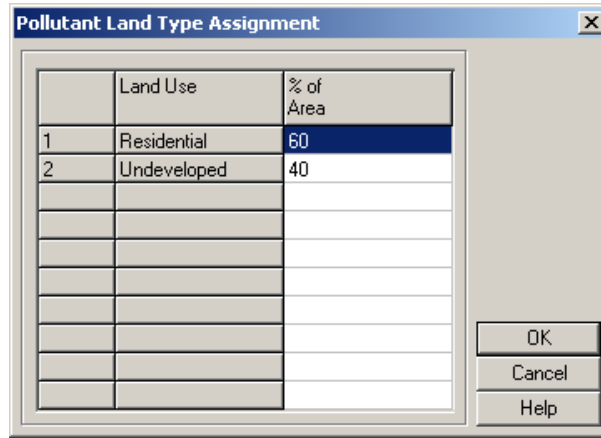 Pollutant Land Type Assignment
Land Use % of
Area
1 Residential 60
2 Undeveloped 40
OK
Cancel
Help